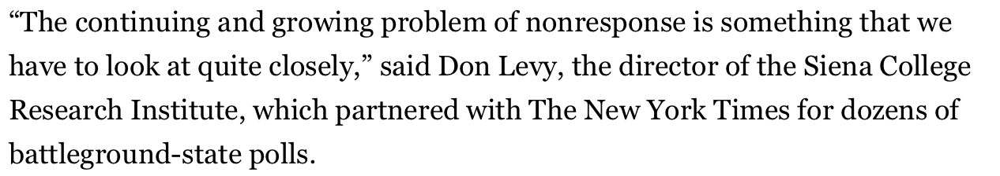 “The continuing and growing problem of nonresponse is something that we
have to look at quite closely,” said Don Levy, the director of the Siena College
Research Institute, which partnered with The New York Times for dozens of
battleground-state polls.